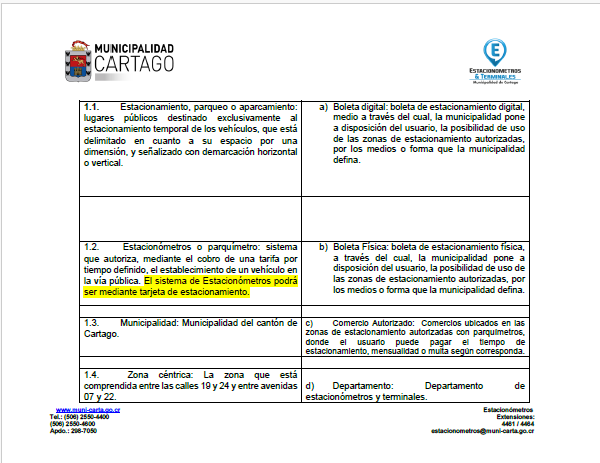 MUNICIPALIDAD
CARTAGO
ESTACIONOMETROS
& TERMINALES
Municipalidad de Cartago
1.1. Estacionamiento, parqueo o aparcamiento:
lugares públicos destinado exclusivamente al
estacionamiento temporal de los vehículos, que está
delimitado en cuanto a su espacio por una
dimensión, y señalizado con demarcación horizontal
o vertical.
a) Boleta digital: boleta de estacionamiento digital,
medio a través del cual, la municipalidad pone
a disposición del usuario, la posibilidad de uso
de las zonas de estacionamiento autorizadas,
por los medios o forma que la municipalidad
defina.
1.2. Estacionómetros o parquímetro: sistema
que autoriza, mediante el cobro de una tarifa por
tiempo definido, el establecimiento de un vehículo en
la vía pública. El sistema de Estacionómetros podrá
ser mediante tarjeta de estacionamiento.
b) Boleta Física: boleta de estacionamiento física,
a través del cual, la municipalidad pone a
disposición del usuario, la posibilidad de uso de
las zonas de estacionamiento autorizadas, por
los medios o forma que la municipalidad defina.
1.3. Municipalidad: Municipalidad del cantón de
Cartago.
c) Comercio Autorizado: Comercios ubicados en las
zonas de estacionamiento autorizadas con parquímetros,
donde el usuario puede pagar el tiempo de
estacionamiento, mensualidad o multa según corresponda.
1.4. Zona céntrica: La zona que está
comprendida entre las calles 19 y 24 y entre avenidas
07 y 22.
d) Departamento: Departamento de
estacionómetros y terminales.
www.muni-carta.go.cr
Tel.: (506) 2550-4400
(506) 2550-4600
Apdo.: 298-7050
Estacionómetros
Extensiones:
4461 / 4464
estacionometros@muni-carta.go.cr